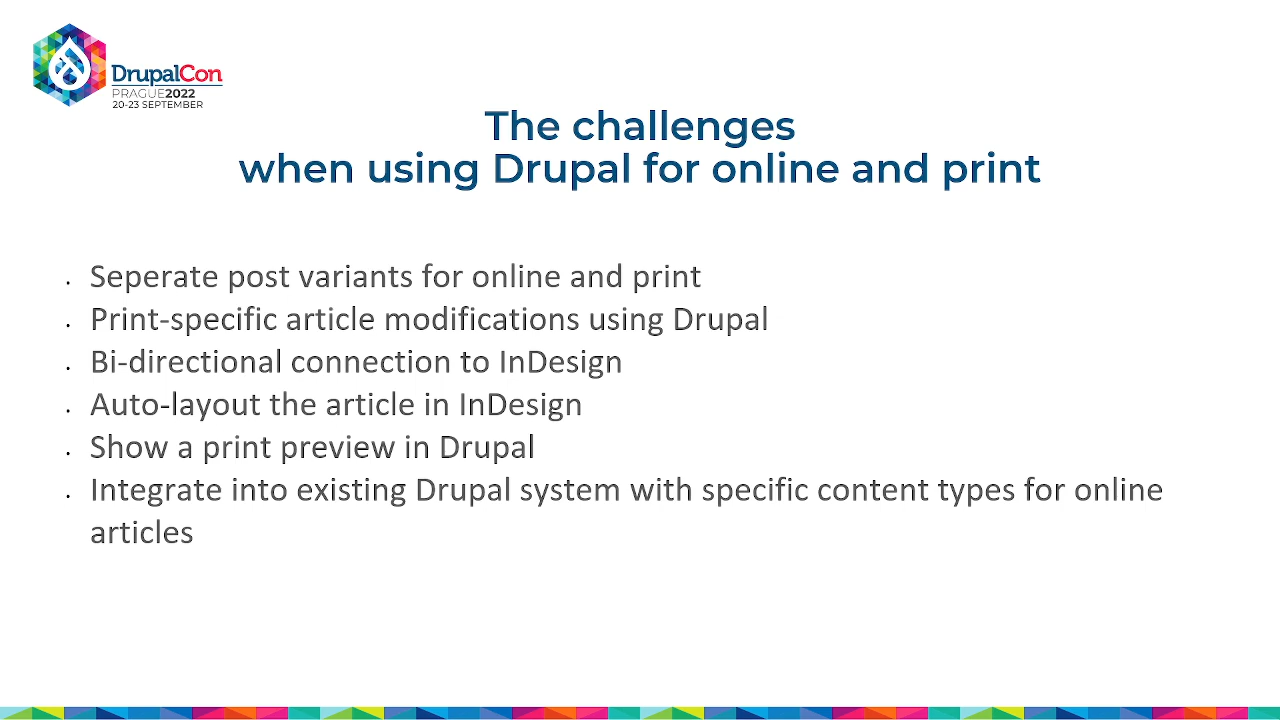 DrupalCon
PRAGUE2022
20-23 SEPTEMBER
The challenges
when using Drupal for online and print
• Seperate post variants for online and print
• Print-specific article modifications using Drupal
• Bi-directional connection to InDesign
• Auto-layout the article in InDesign
• Show a print preview in Drupal
• Integrate into existing Drupal system with specific content types for online
articles